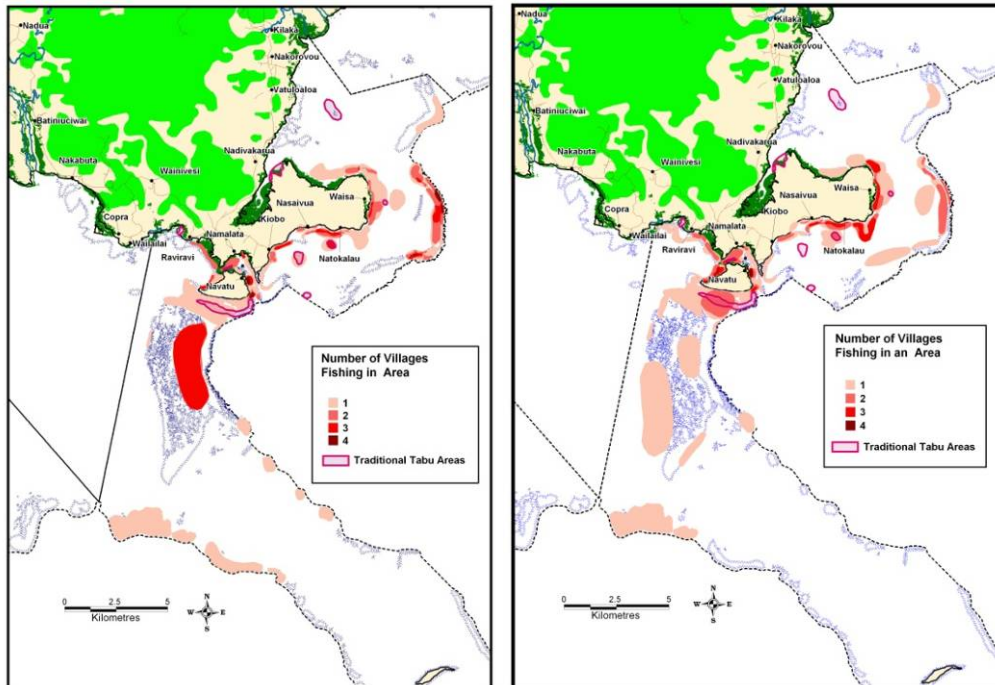 Nadua
Kilaka
Nakorovou
Vatuloaloa
Batiniuciwai
Nadivakarua
Nakabuta
Wainivesi
Waisa
Nasaivua
Copra
Kiobo
Wailailai
Namalata
Raviravi
Natokalau
Navatu
Number of Villages
Fishing in Area
1
2
3
4
Traditional Tabu Areas
N
W E
S
0 2.5 5
Kilometres
Nadua
Kilaka
Nakorovou
Vatuloaloa
Batiniuciwai
Nadivakarua
Nakabuta
Wainivesi
Waisa
Nasaivua
Copra
Kiobo
Wailailai
Namalata
Raviravi
Natokalau
Navatu
Number of Villages
Fishing in an Area
1
2
3
4
Traditional Tabu Areas
N
W E
S
0 2.5 5
Kilometres